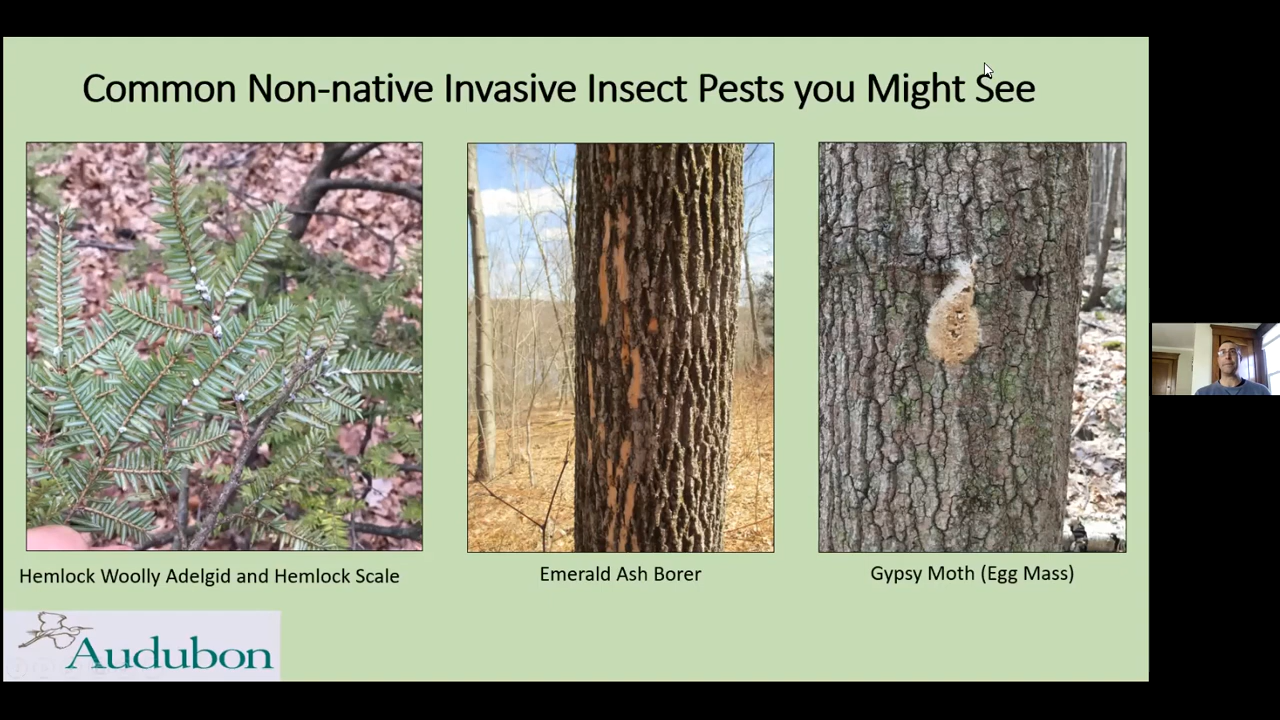 Common Non-native Invasive Insect Pests you Might See
Hemlock Woolly Adelgid and Hemlock Scale
Emerald Ash Borer
Gypsy Moth (Egg Mass)
Audubon